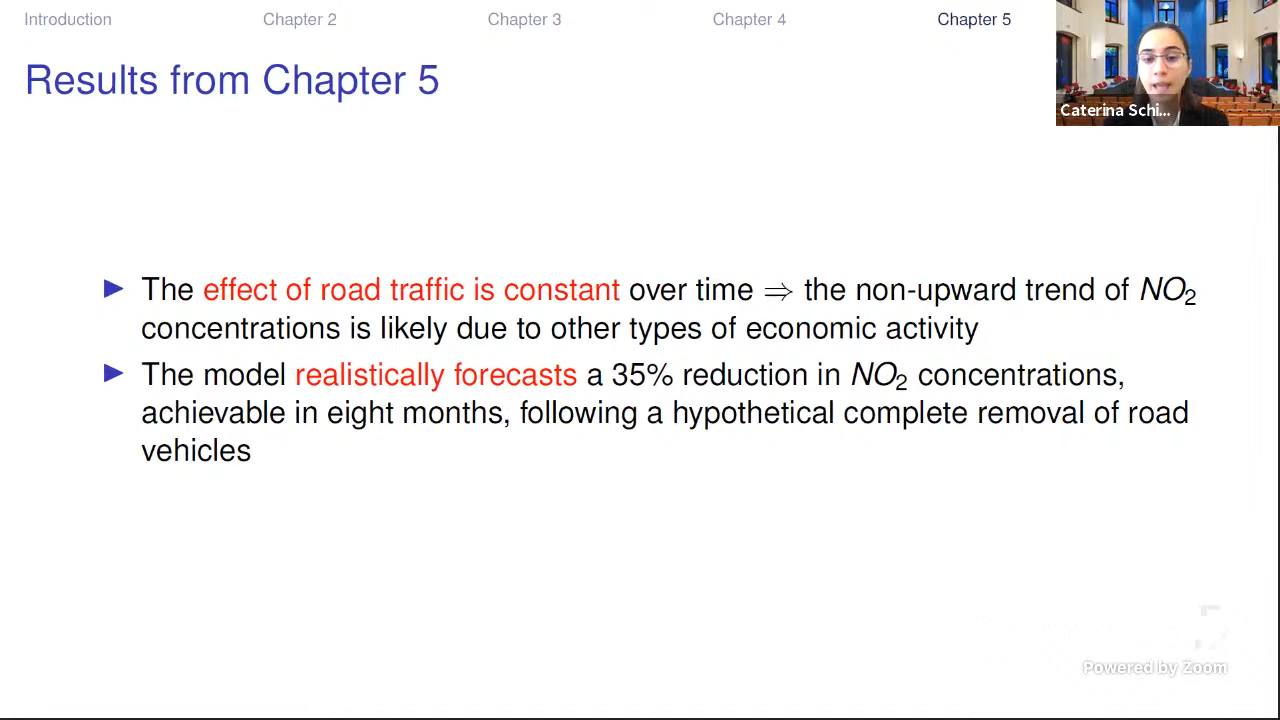 Introduction Chapter 2 Chapter 3 Chapter 4 Chapter 5
Results from Chapter 5
Caterina Schi...
▶ The effect of road traffic is constant over time ⇒ the non-upward trend of NO₂
concentrations is likely due to other types of economic activity
▶ The model realistically forecasts a 35% reduction in NO₂ concentrations,
achievable in eight months, following a hypothetical complete removal of road
vehicles
Powered by Zoom